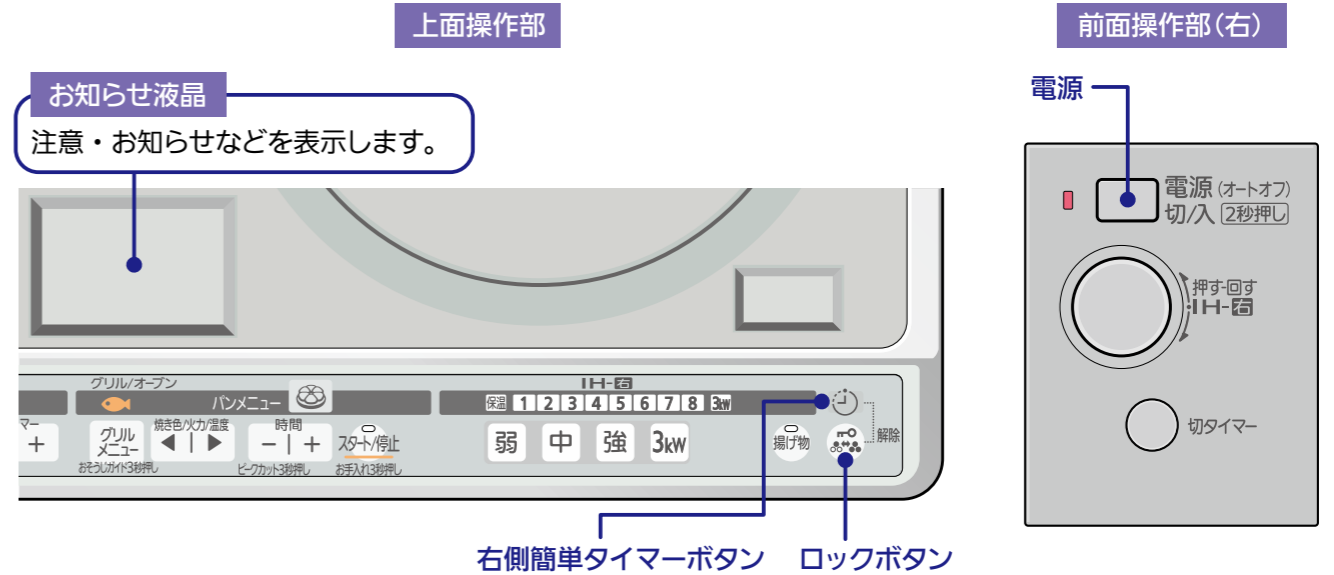 上面操作部
前面操作部(右)
お知らせ液晶
注意・お知らせなどを表示します。
電源
電源(オートオフ)
切/入 2秒押し
押す-回す
IH-右
切タイマー
グリル/オーブン
パンメニュー
マー
+
グリル
メニュー
おそうじガイド3秒押し
焼き色/火力/温度
◀ | ▶
時間
− | +
ピークカット3秒押し
スタート/停止
お手入れ3秒押し
IH-右
保温 1 2 3 4 5 6 7 8 3kW
弱 中 強 3kW
揚げ物
解除
右側簡単タイマーボタン
ロックボタン